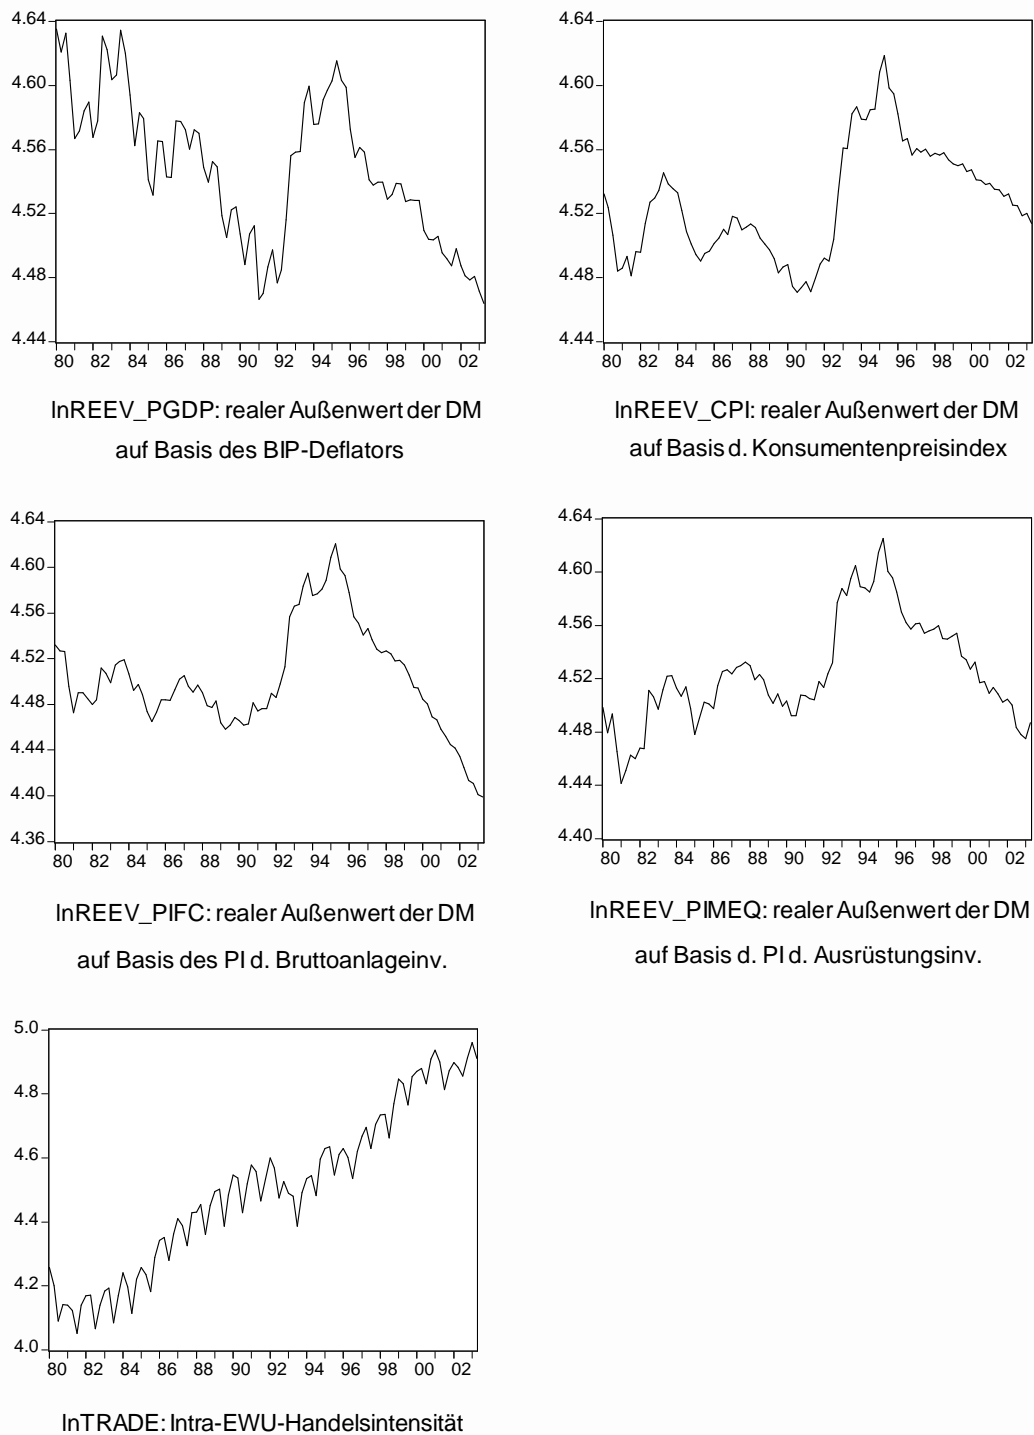 4.64
4.60
4.56
4.52
4.48
4.44
80 82 84 86 88 90 92 94 96 98 00 02
lnREEV_PGDP: realer Außenwert der DM
auf Basis des BIP-Deflators
4.64
4.60
4.56
4.52
4.48
4.44
80 82 84 86 88 90 92 94 96 98 00 02
lnREEV_CPI: realer Außenwert der DM
auf Basis d. Konsumentenpreisindex
4.64
4.60
4.56
4.52
4.48
4.44
4.40
4.36
80 82 84 86 88 90 92 94 96 98 00 02
lnREEV_PIFC: realer Außenwert der DM
auf Basis des PI d. Bruttoanlageinv.
4.64
4.60
4.56
4.52
4.48
4.44
4.40
80 82 84 86 88 90 92 94 96 98 00 02
lnREEV_PIMEQ: realer Außenwert der DM
auf Basis d. PI d. Ausrüstungsinv.
5.0
4.8
4.6
4.4
4.2
4.0
80 82 84 86 88 90 92 94 96 98 00 02
lnTRADE: Intra-EWU-Handelsintensität